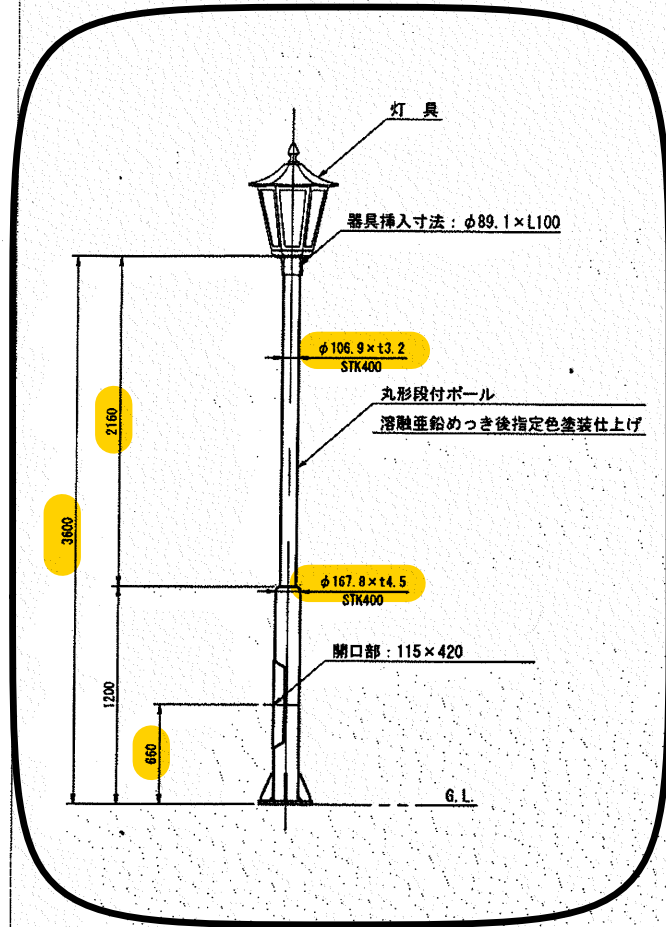 灯 具
器具挿入寸法：φ89.1×L100
φ106.9×t3.2
STK400
丸形段付ポール
溶融亜鉛めっき後指定色塗装仕上げ
2160
3600
φ167.8×t4.5
STK400
開口部：115×420
1200
660
G.L.